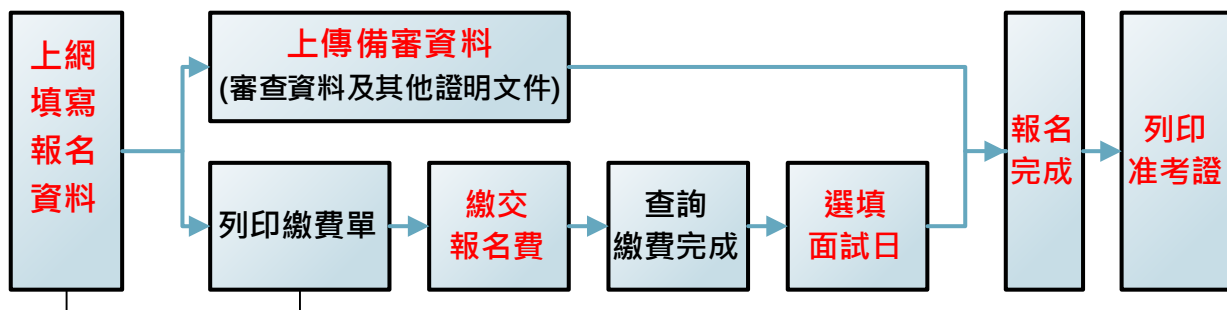 上網
填寫
報名
資料
上傳備審資料
(審查資料及其他證明文件)
列印繳費單
繳交
報名費
查詢
繳費完成
選填
面試日
報名
完成
列印
准考證